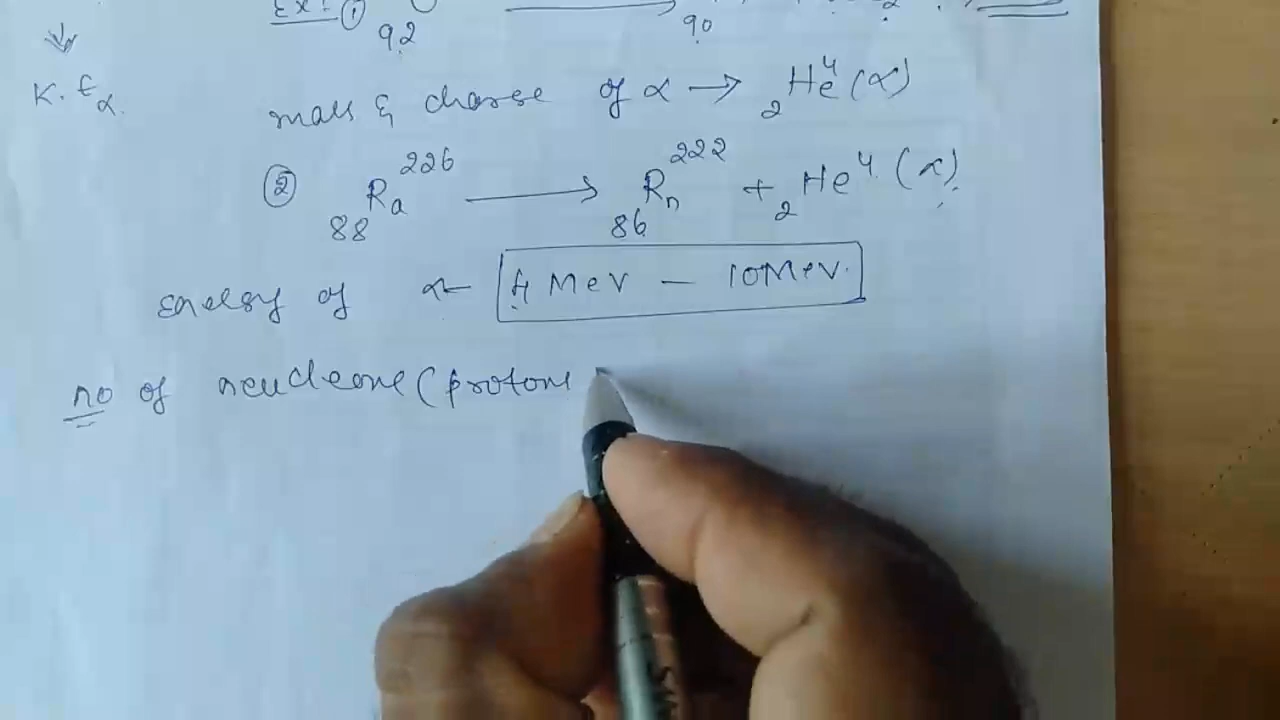 Ex: ① 92 → 90
K.Eα.
mass & charge of α → ₂He⁴(α)
② ₈₈Ra²²⁶ → ₈₆Rn²²² + ₂He⁴ (α)
energy of α← 4 MeV — 10MeV.
no of neucleons (protons